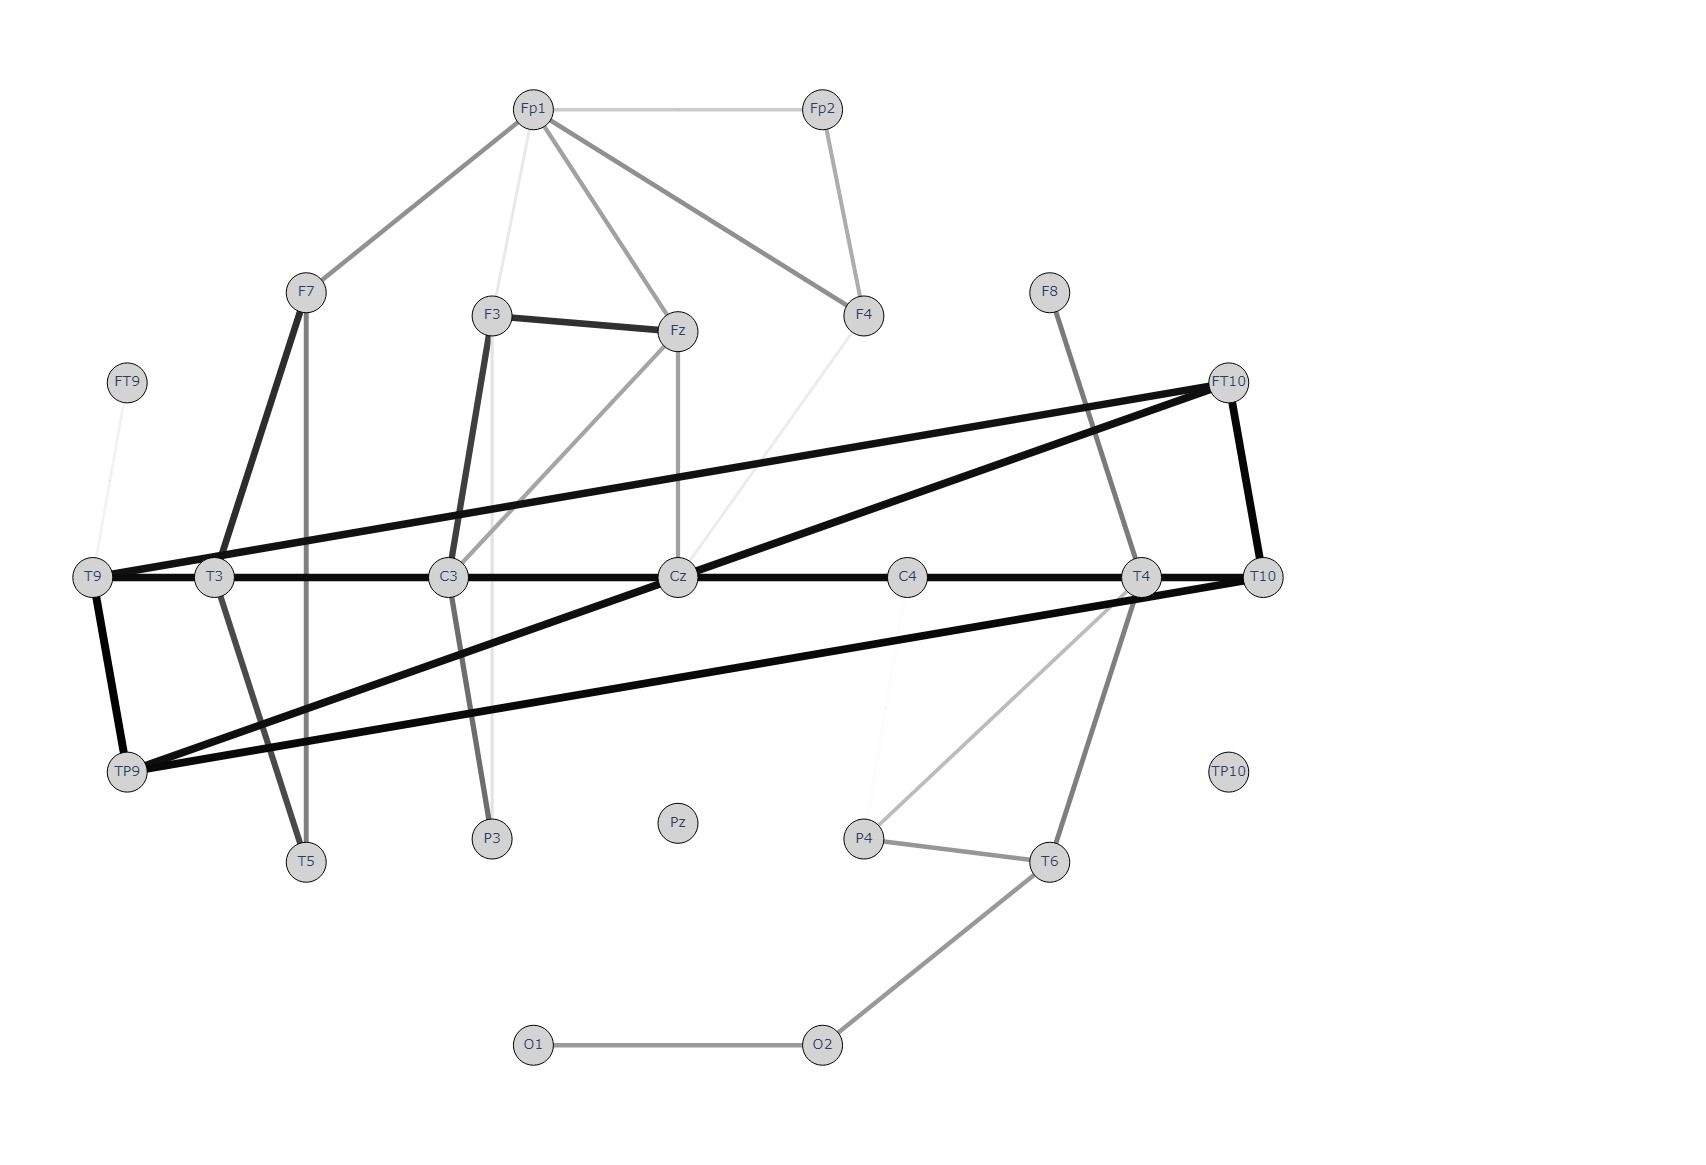 Fp1 Fp2
F7 F3 Fz F4 F8
FT9 FT10
T9 T3 C3 Cz C4 T4 T10
TP9 TP10
T5 P3 Pz P4 T6
O1 O2